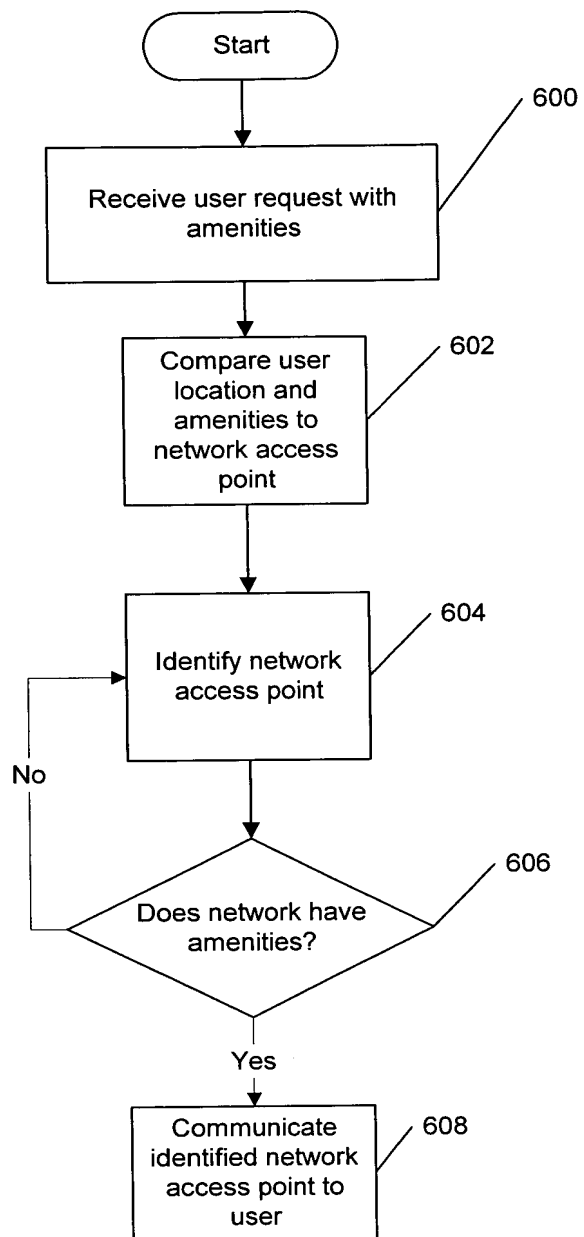 Start
600
Receive user request with
amenities
602
Compare user
location and
amenities to
network access
point
604
Identify network
access point
No
606
Does network have
amenities?
Yes
608
Communicate
identified network
access point to
user